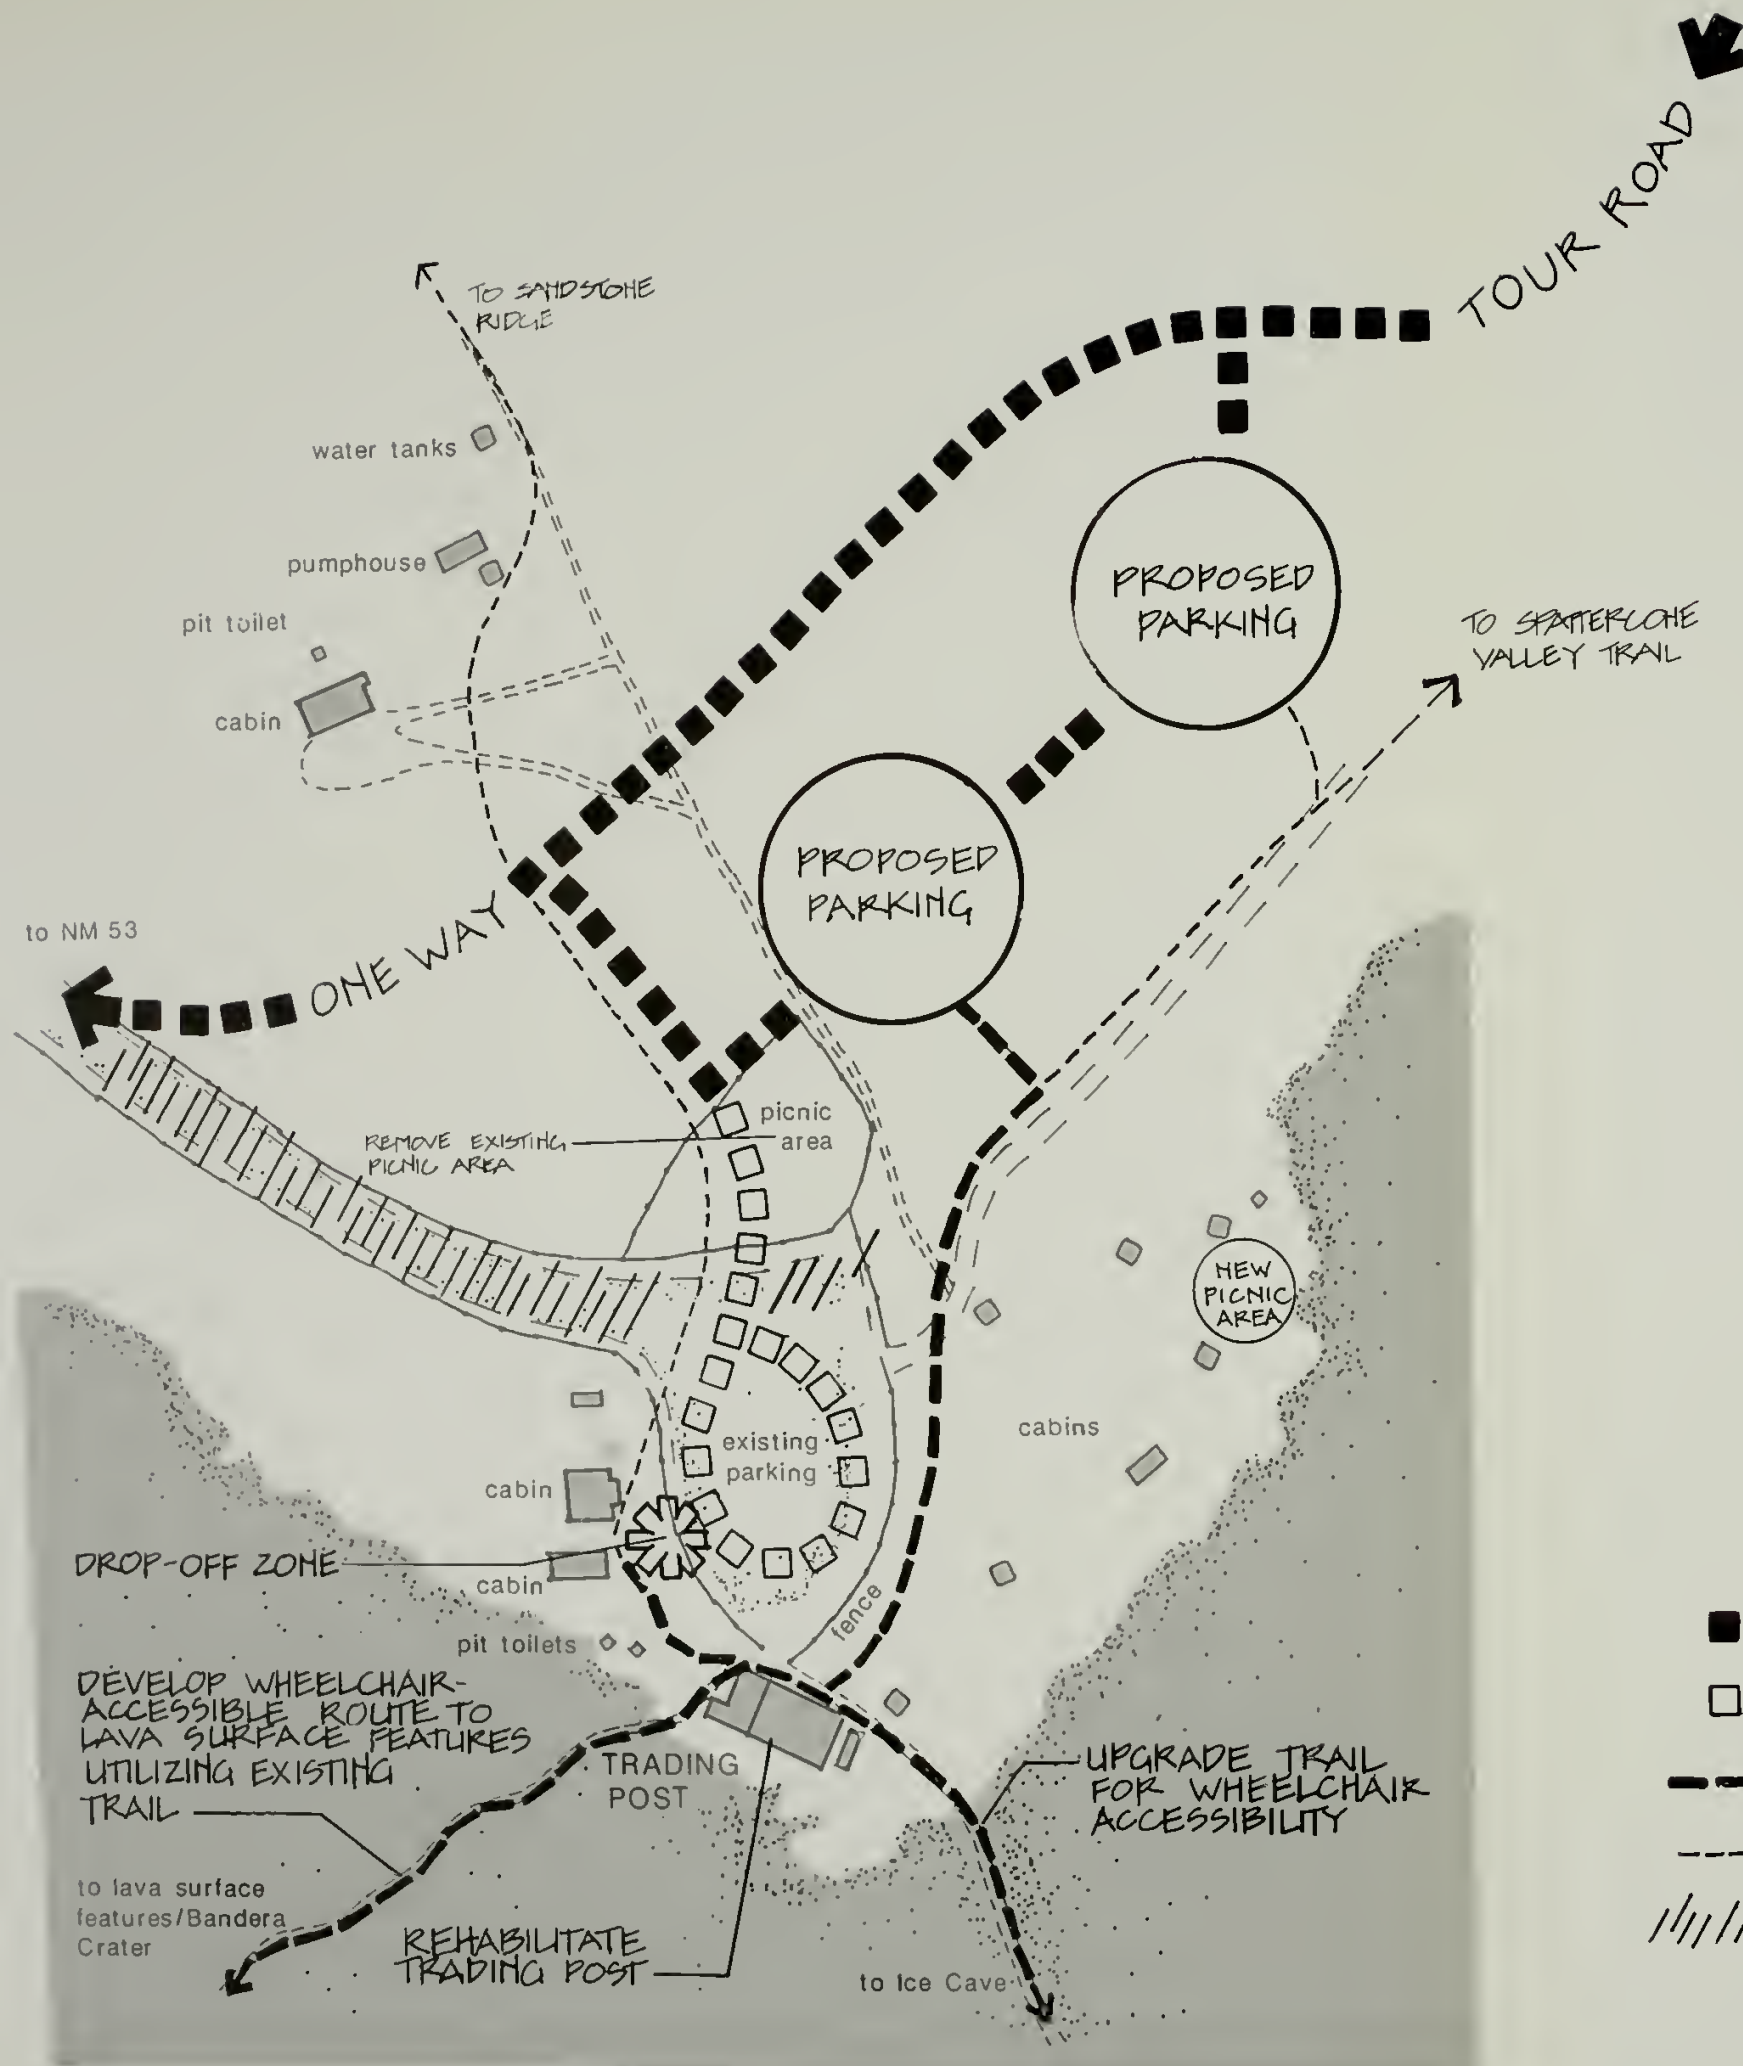 TOUR ROAD
TO SANDSTONE
RIDGE
water tanks
pumphouse
pit toilet
cabin
PROPOSED
PARKING
TO SPATTERCONE
VALLEY TRAIL
PROPOSED
PARKING
to NM 53
ONE WAY
picnic
area
REMOVE EXISTING
PICNIC AREA
NEW
PICNIC
AREA
existing
parking
cabins
cabin
DROP-OFF ZONE
cabin
fence
pit toilets
DEVELOP WHEELCHAIR-
ACCESSIBLE ROUTE TO
LAVA SURFACE FEATURES
UTILIZING EXISTING
TRAIL
TRADING
POST
UPGRADE TRAIL
FOR WHEELCHAIR
ACCESSIBILITY
to lava surface
features/Bandera
Crater
REHABILITATE
TRADING POST
to Ice Cave